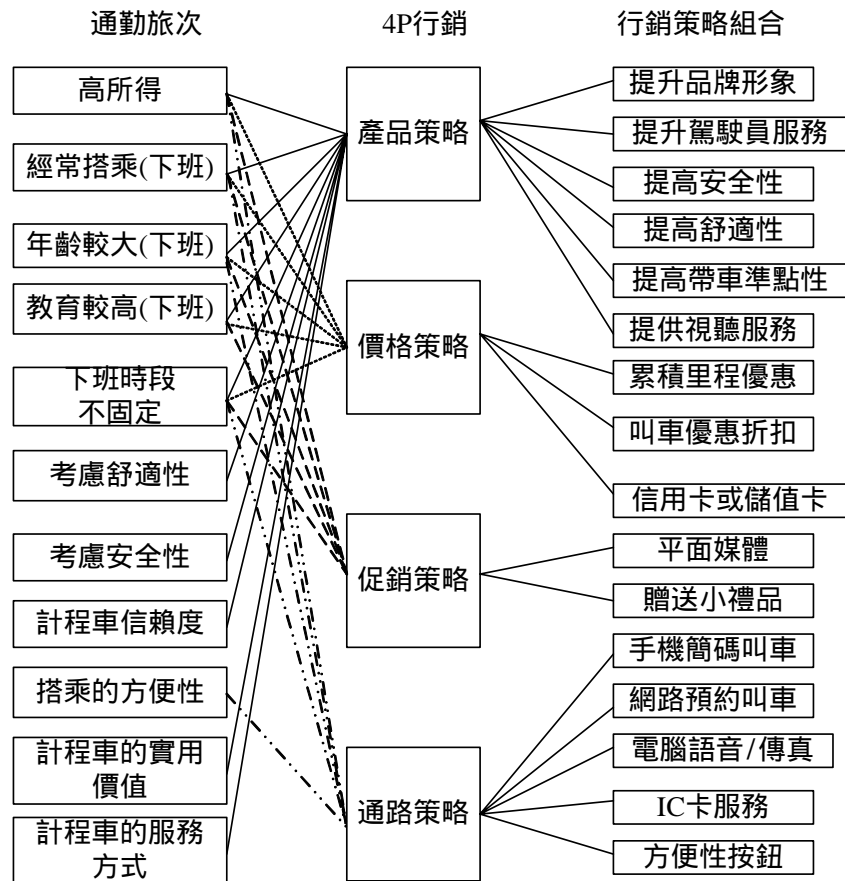 通勤旅次
4P行銷
行銷策略組合
高所得
經常搭乘(下班)
年齡較大(下班)
教育較高(下班)
下班時段
不固定
考慮舒適性
考慮安全性
計程車信賴度
搭乘的方便性
計程車的實用
價值
計程車的服務
方式
產品策略
價格策略
促銷策略
通路策略
提升品牌形象
提升駕駛員服務
提高安全性
提高舒適性
提高帶車準點性
提供視聽服務
累積里程優惠
叫車優惠折扣
信用卡或儲值卡
平面媒體
贈送小禮品
手機簡碼叫車
網路預約叫車
電腦語音/傳真
IC卡服務
方便性按鈕